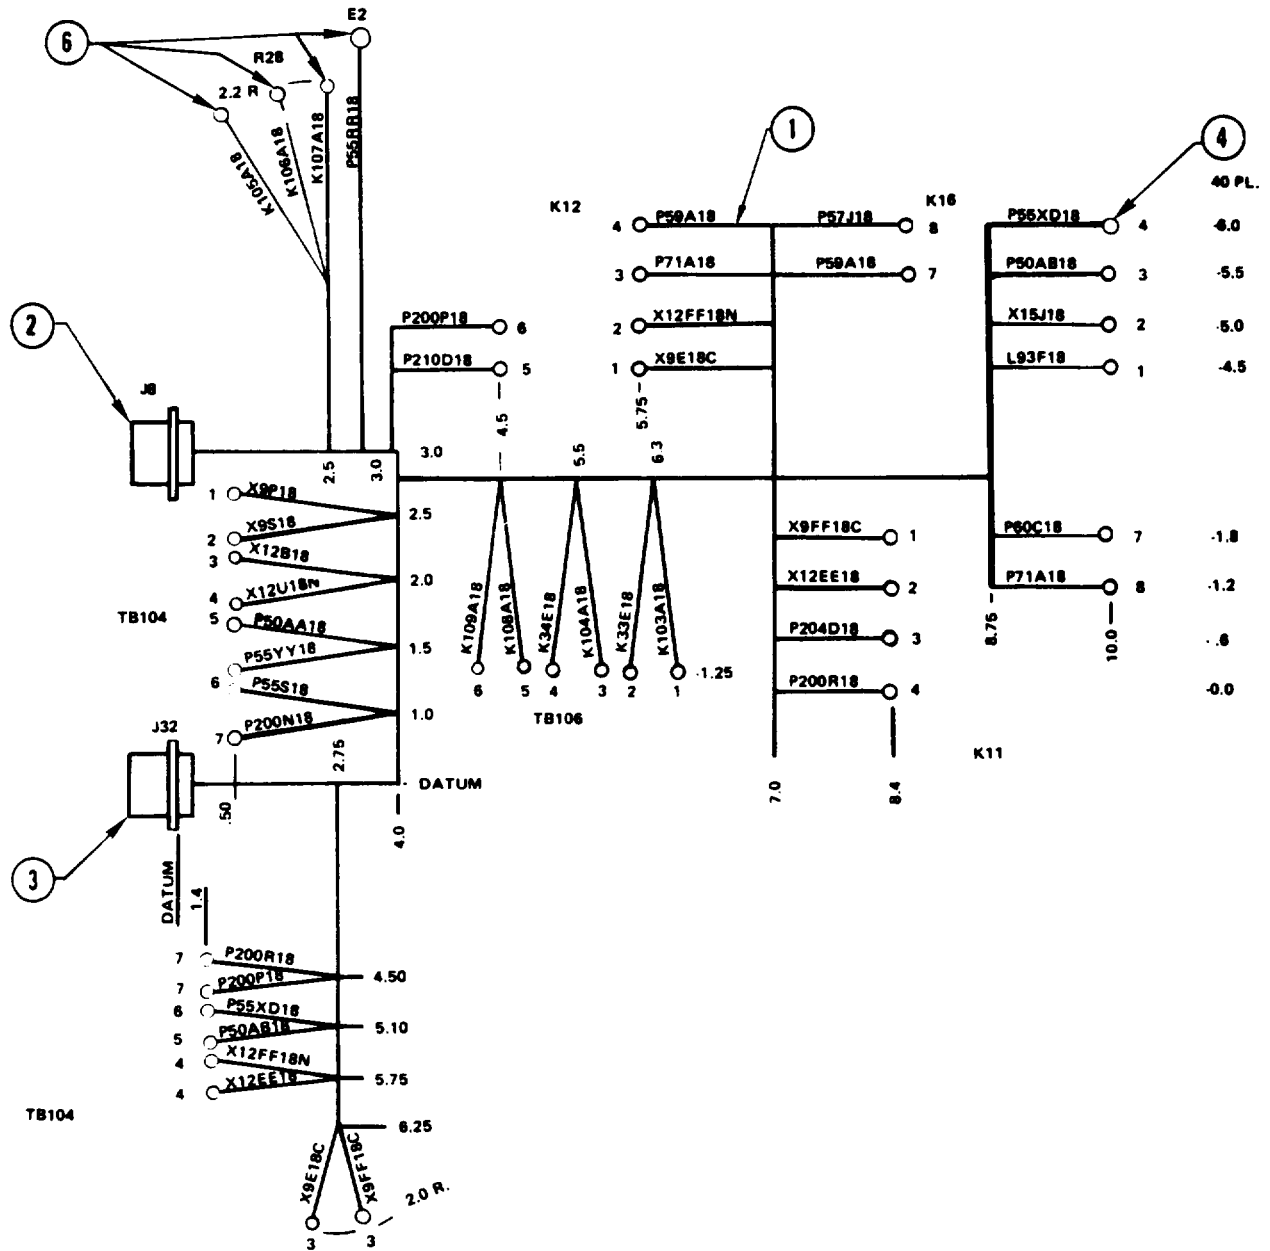 6
E2
R28
2.2 R
K105A18
K106A18
K107A18
P55RR18
1
4
40 PL.
K12
K16
4 P59A18
P57J18 8
P55XD18 4 -6.0
3 P71A18
P59A18 7
P50AB18 3 -5.5
P200P18 6
2 X12FF18N
X15J18 2 -5.0
P210D18 5
1 X9E18C
L93F18 1 -4.5
2
J8
4.5
5.75
2.5
3.0
3.0
5.5
6.3
1 X9P18
2.5
2 X9S18
3 X12B18
2.0
4 X12U18N
TB104
5 P50AA18
1.5
P55YY18
6 P55S18
1.0
7 P200N18
K109A18
K108A18
K34E18
K104A18
K33E18
K103A18
6
5
4
3
2
1
-1.25
TB106
X9FF18C 1
X12EE18 2
P204D18 3
P200R18 4
P60C18 7 -1.8
P71A18 8 -1.2
8.75
10.0
-.6
-0.0
K11
7.0
8.4
J32
2.75
DATUM
.50
4.0
3
DATUM
1.4
7 P200R18
4.50
7 P200P18
6 P55XD18
5.10
5 P50AB18
4 X12FF18N
5.75
4 X12EE18
TB104
6.25
X9E18C
X9FF18C
2.0 R.
3
3